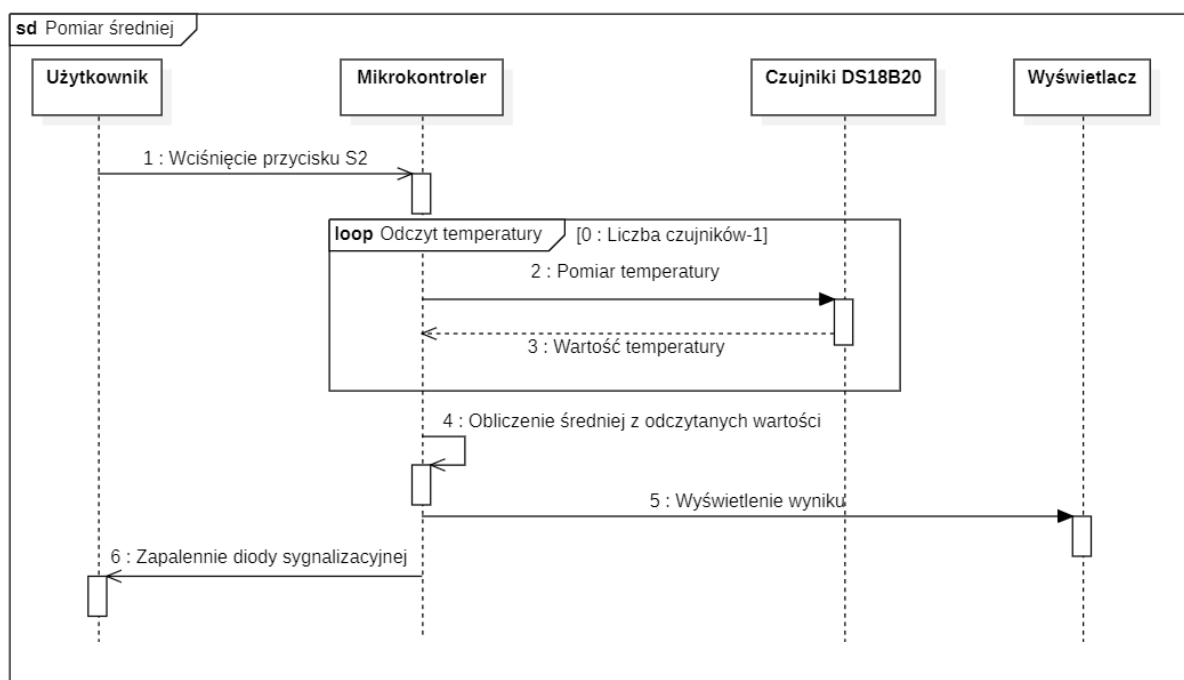 sd Pomiar średniej
Użytkownik
Mikrokontroler
Czujniki DS18B20
Wyświetlacz
1 : Wciśnięcie przycisku S2
loop Odczyt temperatury
[0 : Liczba czujników-1]
2 : Pomiar temperatury
3 : Wartość temperatury
4 : Obliczenie średniej z odczytanych wartości
5 : Wyświetlenie wyniku
6 : Zapalennie diody sygnalizacyjnej